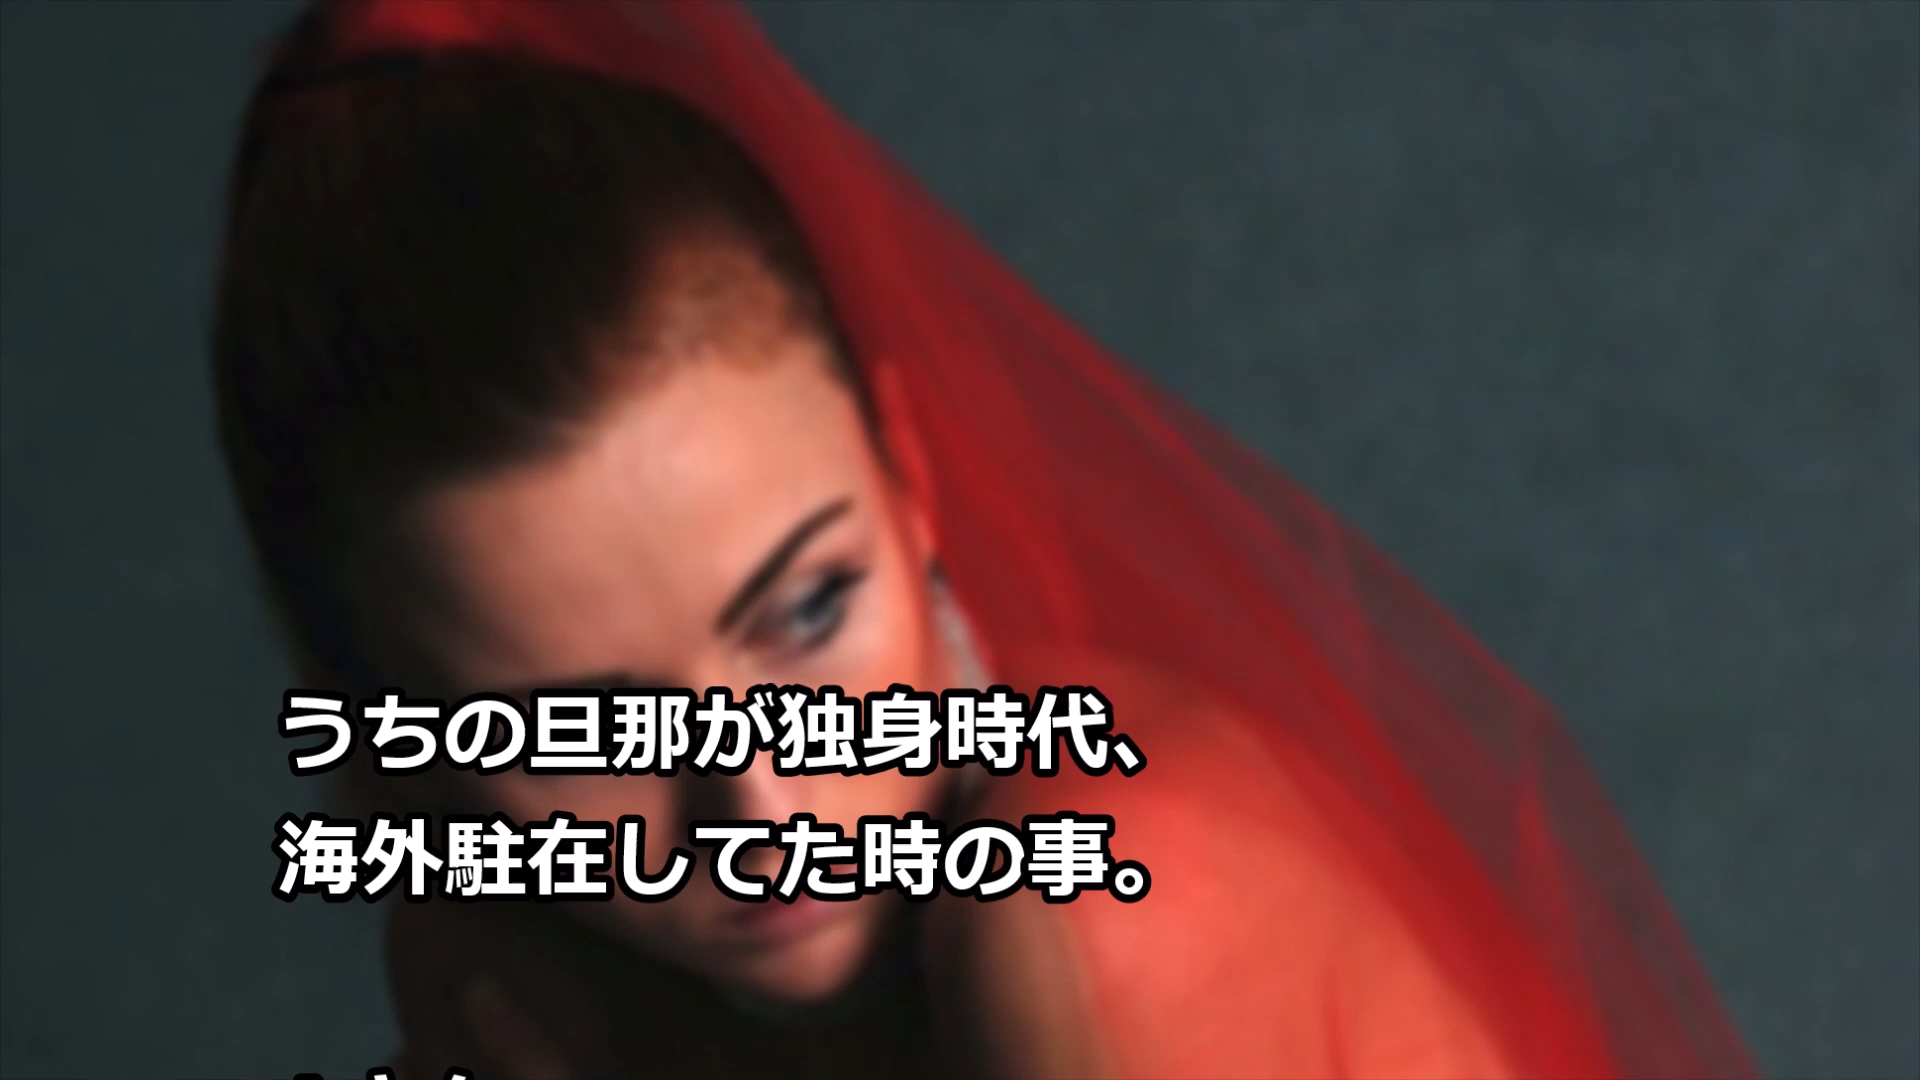 うちの旦那が独身時代、
海外駐在してた時の事。